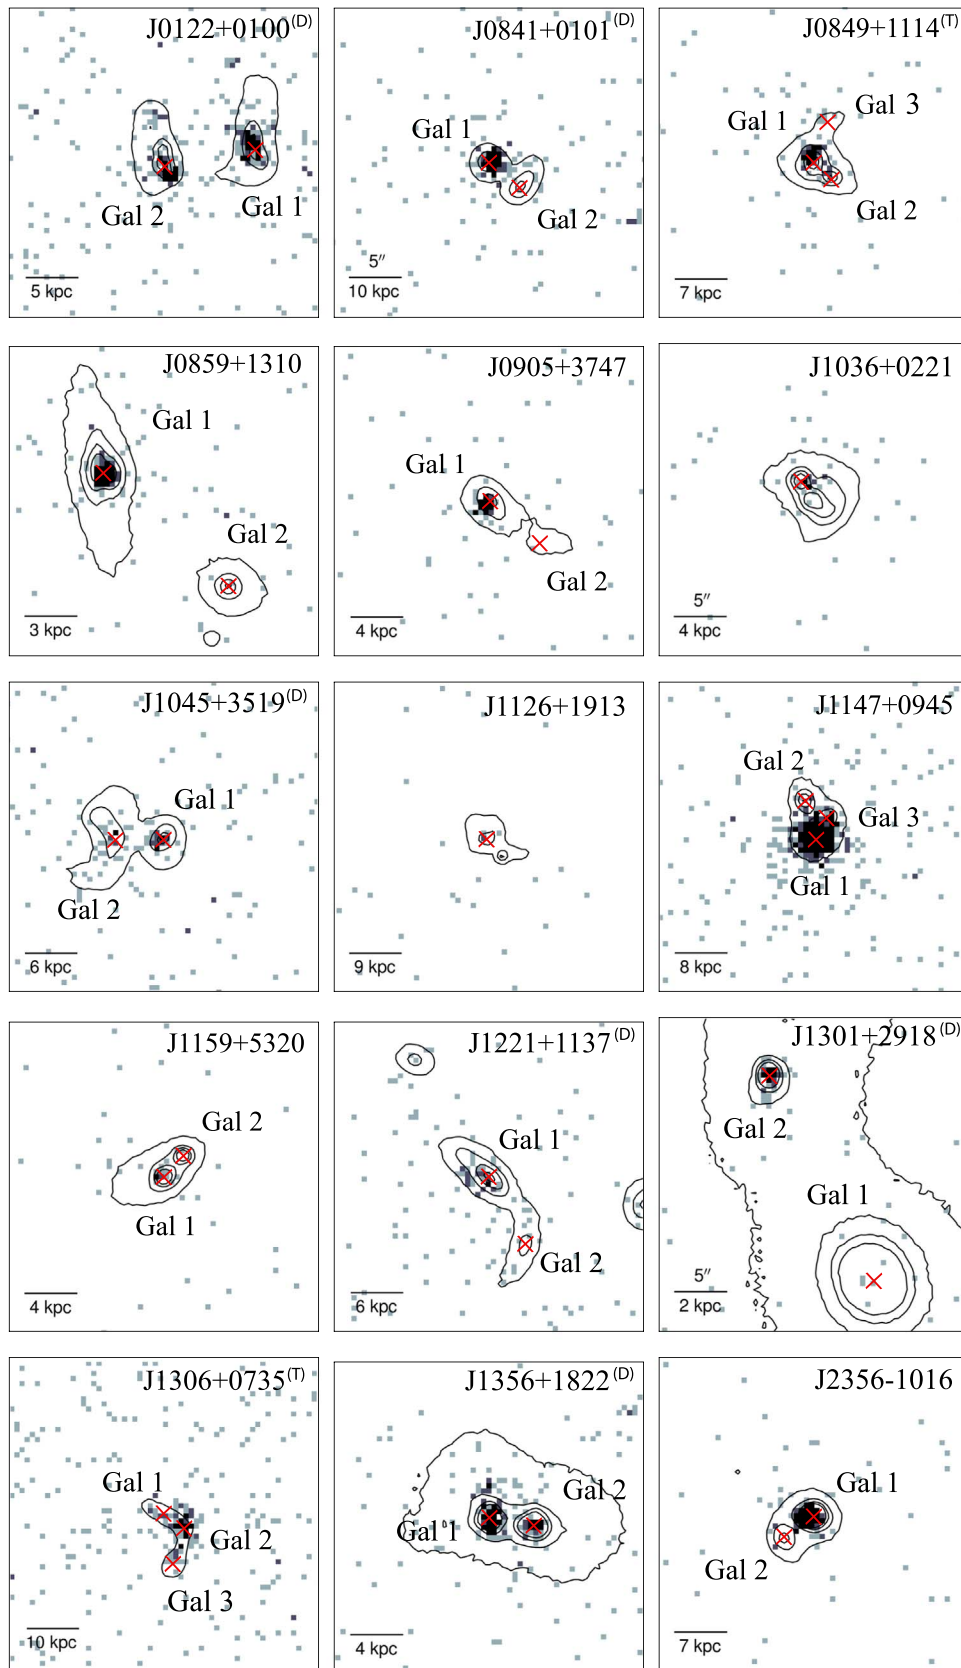 J0122+0100(D)
Gal 2
Gal 1
5 kpc
J0841+0101(D)
Gal 1
Gal 2
5″
10 kpc
J0849+1114(T)
Gal 1
Gal 3
Gal 2
7 kpc
J0859+1310
Gal 1
Gal 2
3 kpc
J0905+3747
Gal 1
Gal 2
4 kpc
J1036+0221
5″
4 kpc
J1045+3519(D)
Gal 1
Gal 2
6 kpc
J1126+1913
9 kpc
J1147+0945
Gal 2
Gal 3
Gal 1
8 kpc
J1159+5320
Gal 2
Gal 1
4 kpc
J1221+1137(D)
Gal 1
Gal 2
6 kpc
J1301+2918(D)
Gal 2
Gal 1
5″
2 kpc
J1306+0735(T)
Gal 1
Gal 2
Gal 3
10 kpc
J1356+1822(D)
Gal 2
Gal 1
4 kpc
J2356-1016
Gal 1
Gal 2
7 kpc